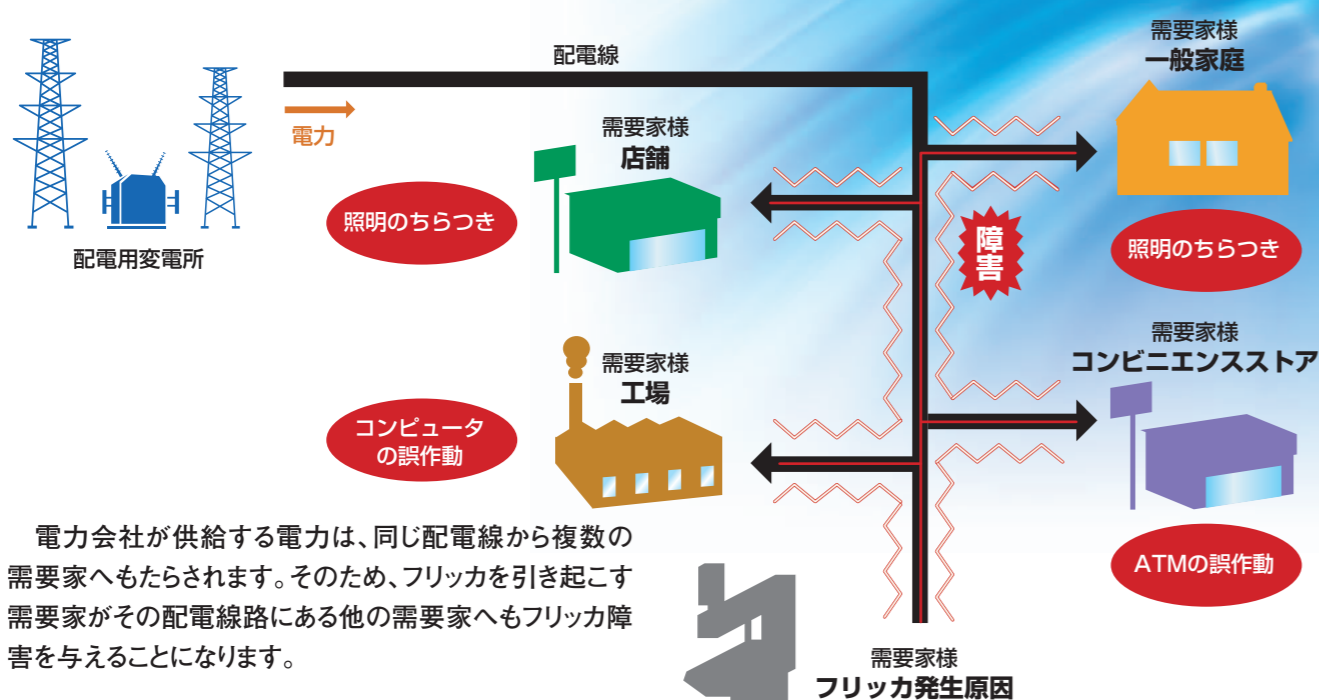 配電線
電力
配電用変電所
需要家様
一般家庭
照明のちらつき
需要家様
店舗
照明のちらつき
障害
需要家様
コンビニエンスストア
ATMの誤作動
需要家様
工場
コンピュータ
の誤作動
電力会社が供給する電力は、同じ配電線から複数の
需要家へもたらされます。そのため、フリッカを引き起こす
需要家がその配電線路にある他の需要家へもフリッカ障
害を与えることになります。
需要家様
フリッカ発生原因